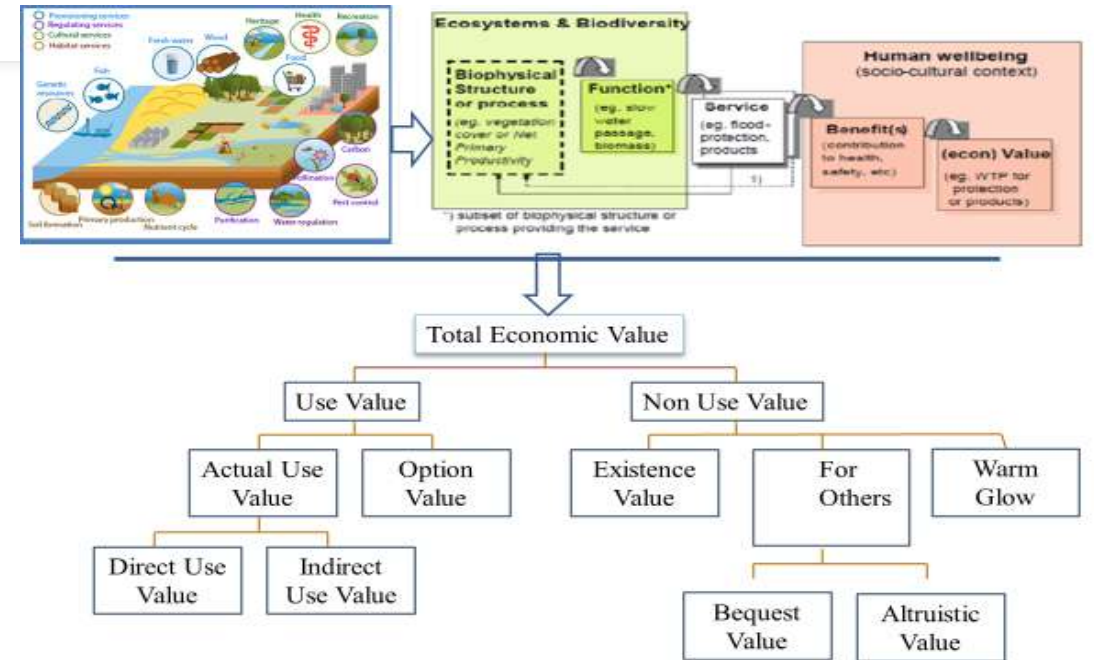 Provisioning services
Regulating services
Cultural services
Habitat services
Heritage
Health
Recreation
Fresh water
Wood
Food
Fish
Genetic
resources
Carbon
Pollination
Pest control
Soil formation
Primary production
Nutrient cycle
Purification
Water regulation
Ecosystems & Biodiversity
Biophysical
Structure
or process
(eg. vegetation
cover or Net
Primary
Productivity)
Function*
(eg. slow
water
passage,
biomass)
Service
(eg. flood-
protection,
products
1)
*) subset of biophysical structure or
process providing the service
Human wellbeing
(socio-cultural context)
Benefit(s)
(contribution
to health,
safety, etc)
(econ) Value
(eg. WTP for
protection
or products)
Total Economic Value
Use Value
Non Use Value
Actual Use
Value
Option
Value
Existence
Value
For
Others
Warm
Glow
Direct Use
Value
Indirect
Use Value
Bequest
Value
Altruistic
Value